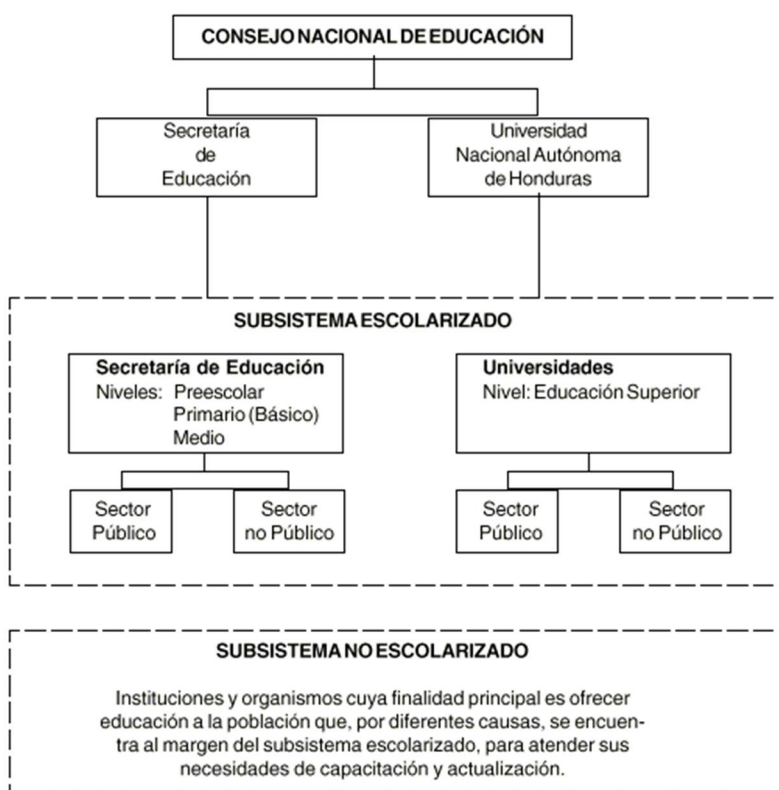 CONSEJO NACIONAL DE EDUCACIÓN
Secretaría
de
Educación
Universidad
Nacional Autónoma
de Honduras
SUBSISTEMA ESCOLARIZADO
Secretaría de Educación
Niveles: Preescolar
Primario (Básico)
Medio
Universidades
Nivel: Educación Superior
Sector
Público
Sector
no Público
Sector
Público
Sector
no Público
SUBSISTEMA NO ESCOLARIZADO
Instituciones y organismos cuya finalidad principal es ofrecer
educación a la población que, por diferentes causas, se encuen-
tra al margen del subsistema escolarizado, para atender sus
necesidades de capacitación y actualización.